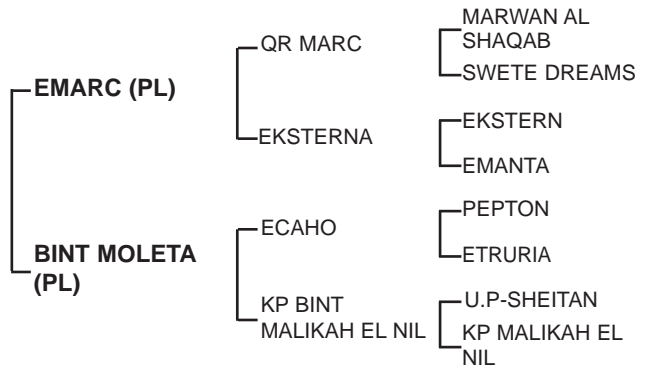 MARWAN AL
SHAQAB
QR MARC
SWETE DREAMS
EMARC (PL)
EKSTERN
EKSTERNA
EMANTA
PEPTON
ECAHO
BINT MOLETA
(PL)
ETRURIA
U.P-SHEITAN
KP BINT
MALIKAH EL NIL
KP MALIKAH EL
NIL